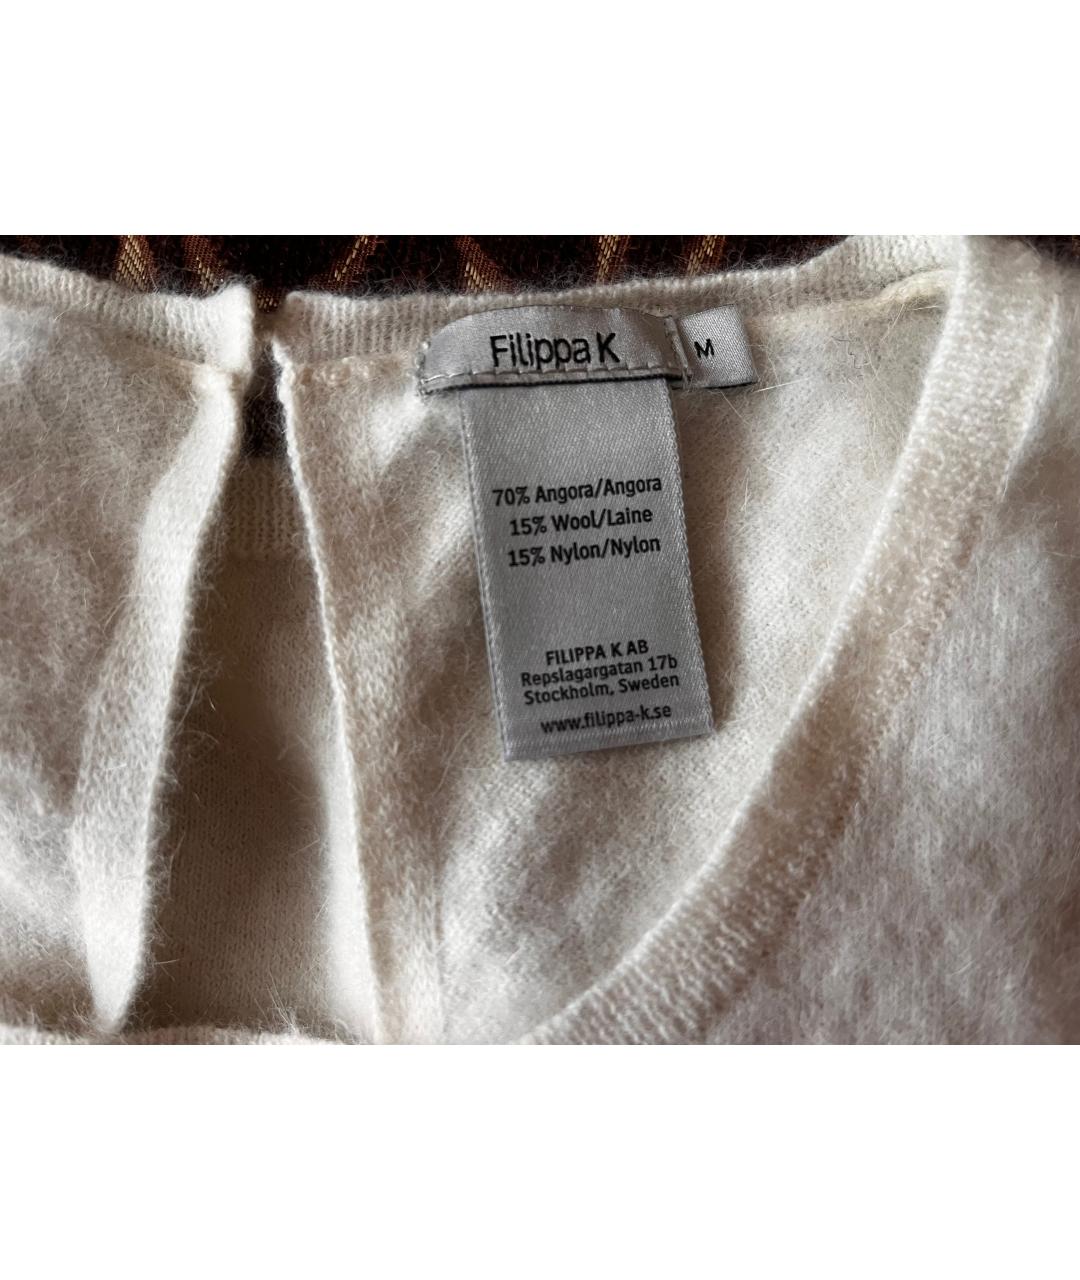 Filippa K
M
70% Angora/Angora
15% Wool/Laine
15% Nylon/Nylon
FILIPPA K AB
Repslagargatan 17b
Stockholm, Sweden
www.filippa-k.se